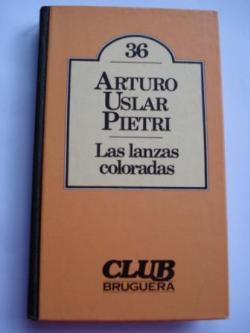 36
ARTURO
USLAR
PIETRI
Las lanzas
coloradas
CLUB
BRUGUERA